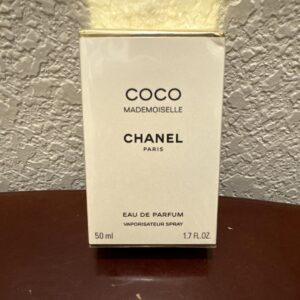 COCO
MADEMOISELLE
CHANEL
PARIS
EAU DE PARFUM
VAPORISATEUR SPRAY
50 ml 1.7 FL.OZ.